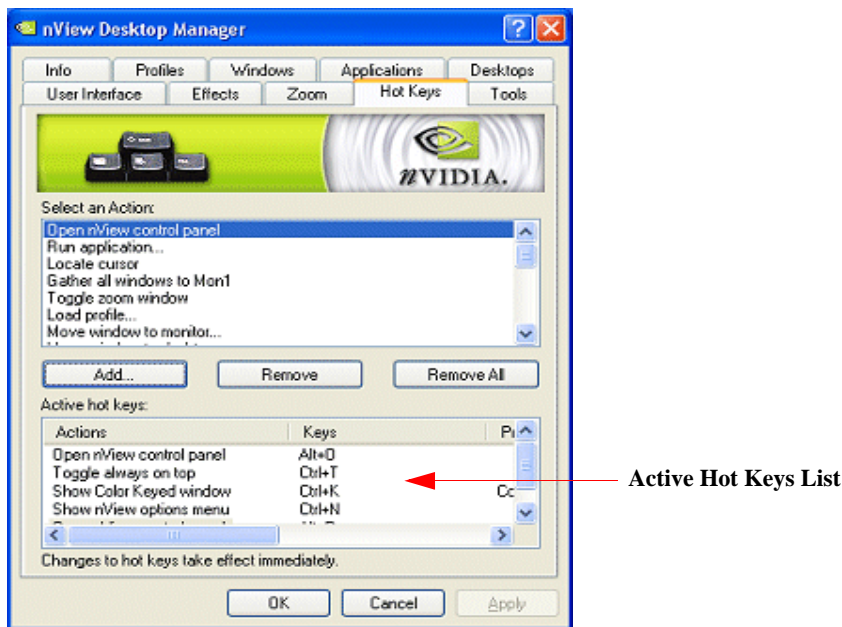 nView Desktop Manager
Info Profiles Windows Applications Desktops
User Interface Effects Zoom Hot Keys Tools
nVIDIA.
Select an Action:
Open nView control panel
Run application...
Locate cursor
Gather all windows to Mon1
Toggle zoom window
Load profile...
Move window to monitor...
Add... Remove Remove All
Active hot keys:
Actions Keys
Open nView control panel Alt+O
Toggle always on top Ctrl+T
Show Color Keyed window Ctrl+K
Show nView options menu Ctrl+N
Active Hot Keys List
Changes to hot keys take effect immediately.
OK Cancel Apply